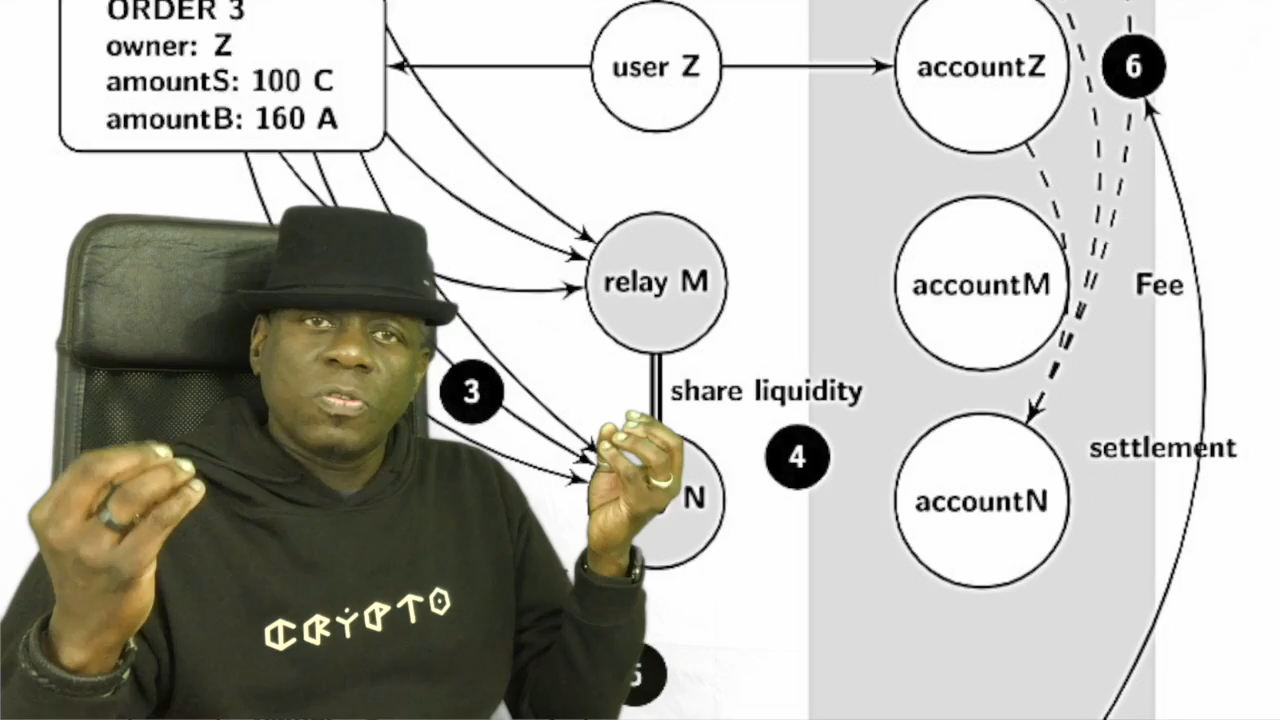 ORDER 3
owner: Z
amountS: 100 C
amountB: 160 A
user Z
accountZ
6
relay M
accountM
Fee
3
share liquidity
4
settlement
N
accountN
CRYPTO
5